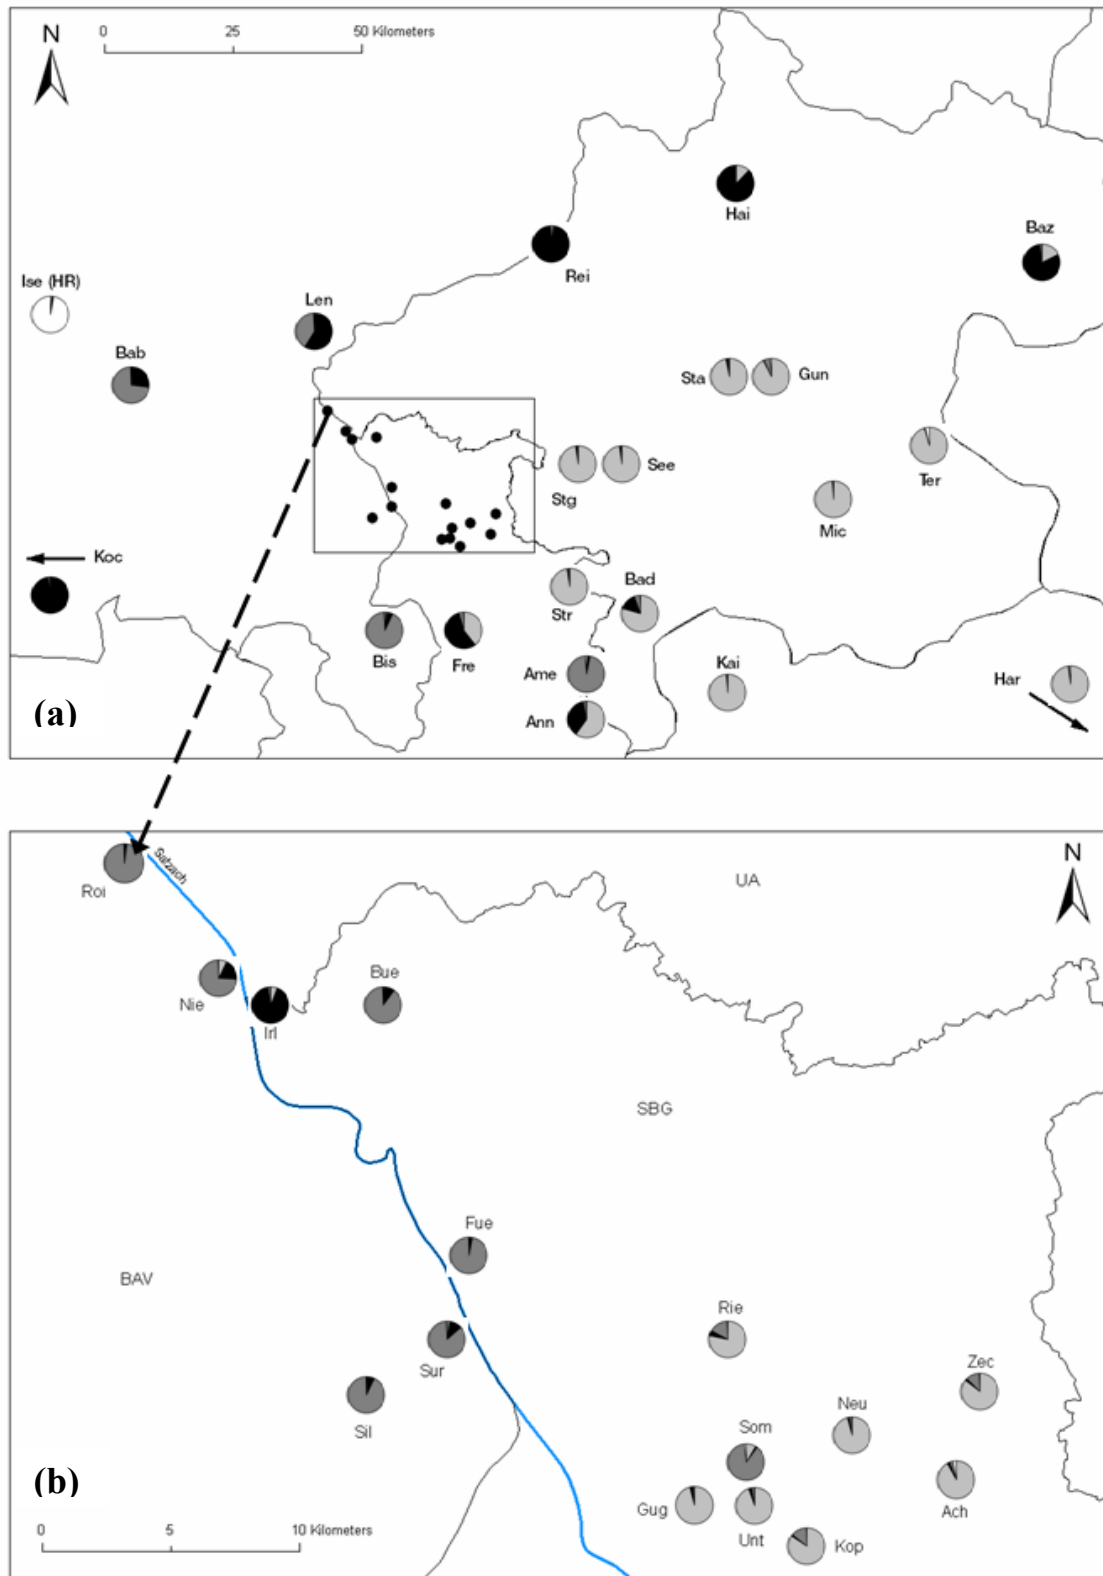 N
0 25 50 Kilometers
Hai
Baz
Rei
Ise (HR)
Len
Bab
Sta
Gun
Ter
See
Stg
Mic
Koc
Bad
Str
Bis
Fre
Kai
Ame
Har
Ann
(a)
Salzach
N
UA
Roi
Bue
Nie
Irl
SBG
Fue
BAV
Rie
Sur
Zec
Neu
Sil
Som
(b)
Gug
Ach
Unt
Kop
0 5 10 Kilometers